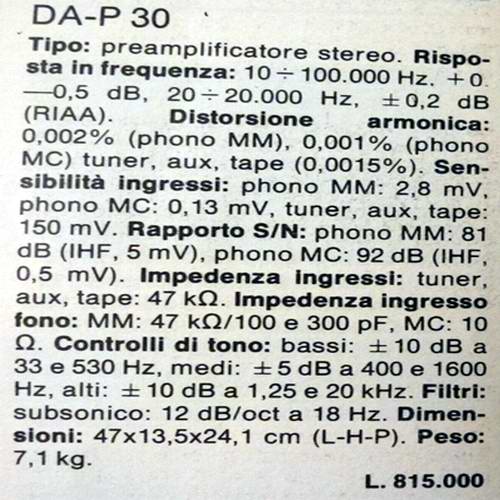 DA-P 30
Tipo: preamplificatore stereo. Rispo-
sta in frequenza: 10 ÷ 100.000 Hz, +0
—0,5 dB, 20 ÷ 20.000 Hz, ±0,2 dB
(RIAA). Distorsione armonica:
0,002% (phono MM), 0,001% (phono
MC) tuner, aux, tape (0,0015%). Sen-
sibilità ingressi: phono MM: 2,8 mV,
phono MC: 0,13 mV, tuner, aux, tape:
150 mV. Rapporto S/N: phono MM: 81
dB (IHF, 5 mV), phono MC: 92 dB (IHF,
0,5 mV). Impedenza ingressi: tuner,
aux, tape: 47 kΩ. Impedenza ingresso
fono: MM: 47 kΩ/100 e 300 pF, MC: 10
Ω. Controlli di tono: bassi: ± 10 dB a
33 e 530 Hz, medi: ± 5 dB a 400 e 1600
Hz, alti: ± 10 dB a 1,25 e 20 kHz. Filtri:
subsonico: 12 dB/oct a 18 Hz. Dimen-
sioni: 47x13,5x24,1 cm (L-H-P). Peso:
7,1 kg.
L. 815.000